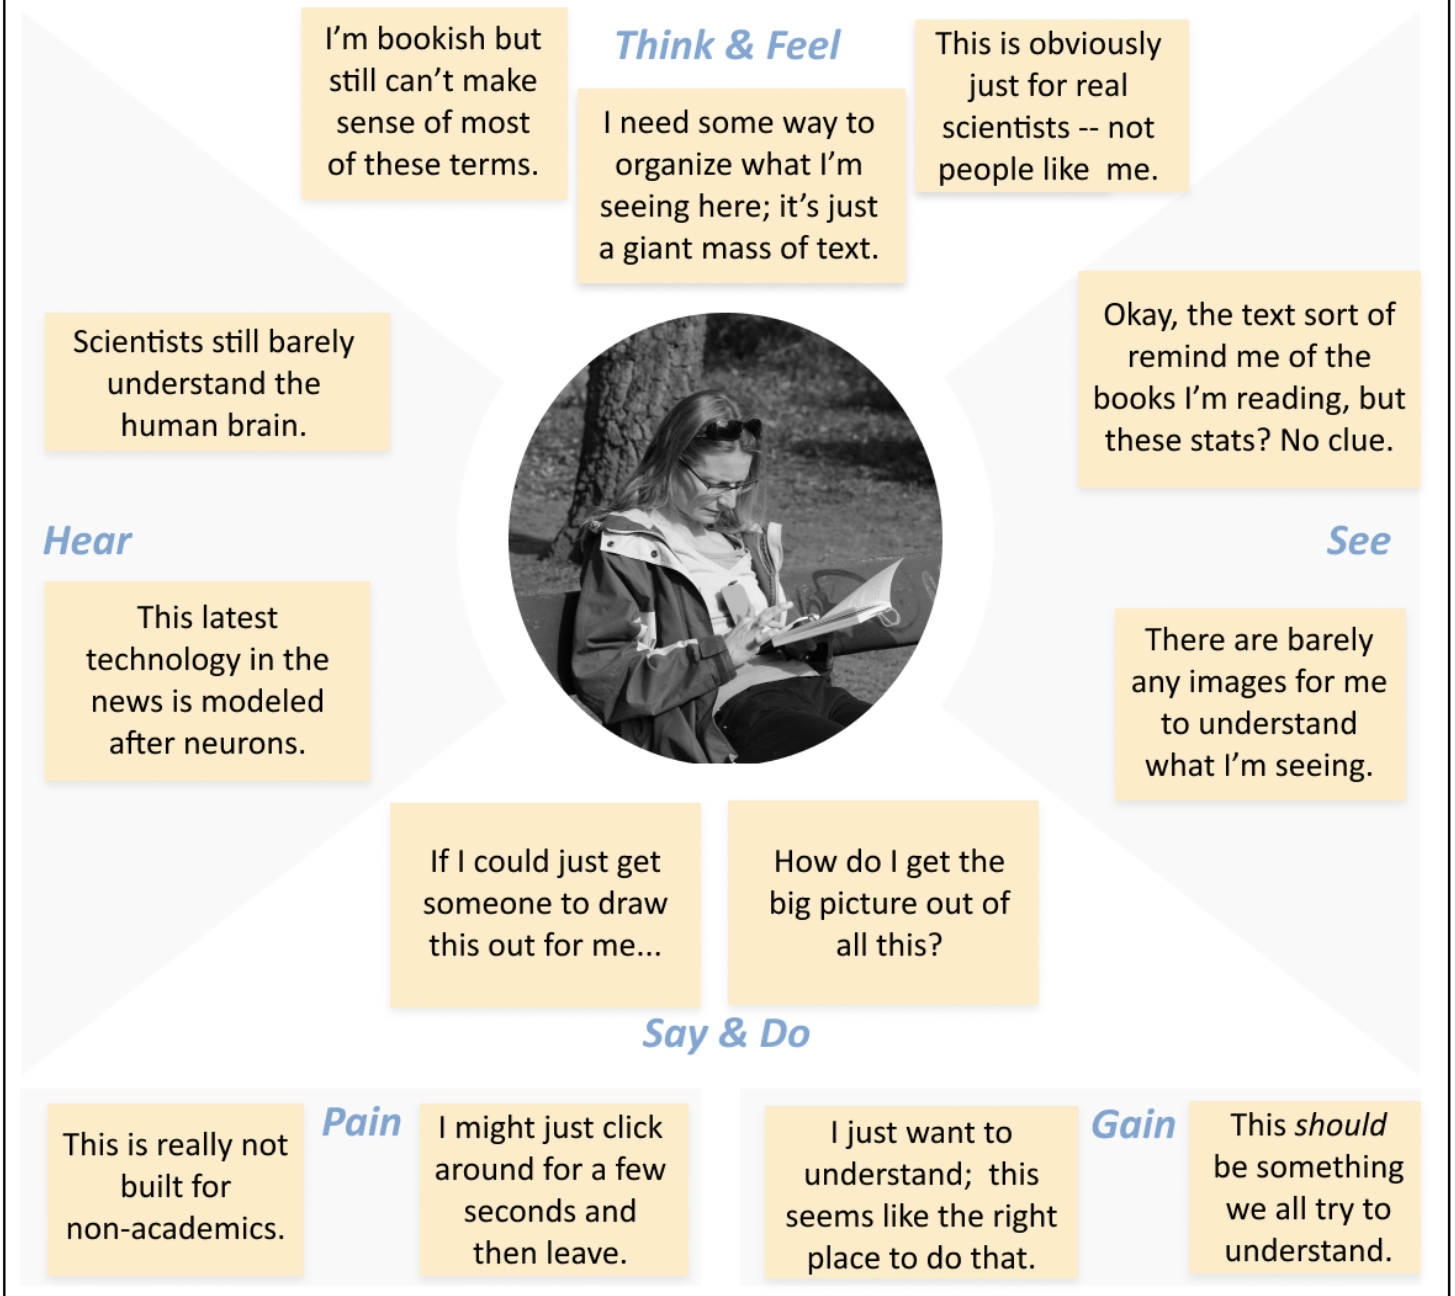 Think & Feel
I'm bookish but
still can't make
sense of most
of these terms.
I need some way to
organize what I'm
seeing here; it's just
a giant mass of text.
This is obviously
just for real
scientists -- not
people like  me.
Scientists still barely
understand the
human brain.
Hear
This latest
technology in the
news is modeled
after neurons.
Okay, the text sort of
remind me of the
books I'm reading, but
these stats? No clue.
See
There are barely
any images for me
to understand
what I'm seeing.
If I could just get
someone to draw
this out for me...
How do I get the
big picture out of
all this?
Say & Do
Pain
This is really not
built for
non-academics.
I might just click
around for a few
seconds and
then leave.
Gain
I just want to
understand;  this
seems like the right
place to do that.
This should
be something
we all try to
understand.